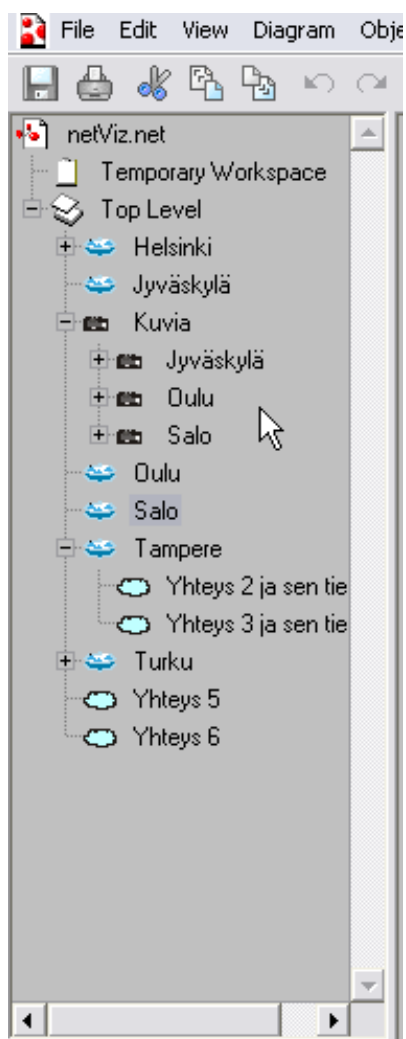 File Edit View Diagram Obje
netViz.net
Temporary Workspace
Top Level
Helsinki
Jyväskylä
Kuvia
Jyväskylä
Oulu
Salo
Oulu
Salo
Tampere
Yhteys 2 ja sen tie
Yhteys 3 ja sen tie
Turku
Yhteys 5
Yhteys 6